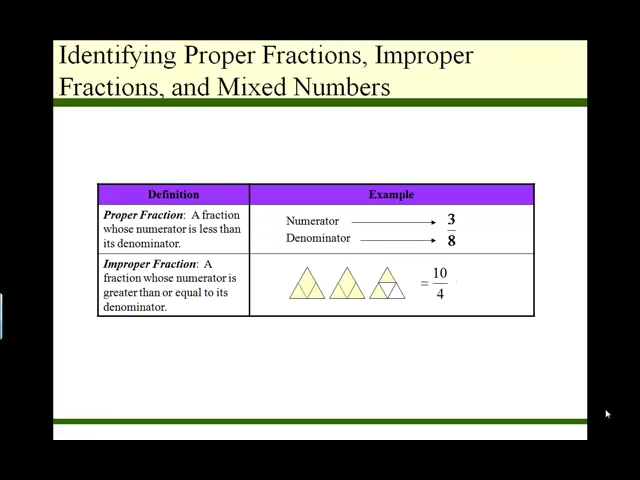 Identifying Proper Fractions, Improper
Fractions, and Mixed Numbers
Definition
Example
Proper Fraction: A fraction
whose numerator is less than
its denominator.
Numerator
Denominator
3
8
Improper Fraction: A
fraction whose numerator is
greater than or equal to its
denominator.
= 10
4